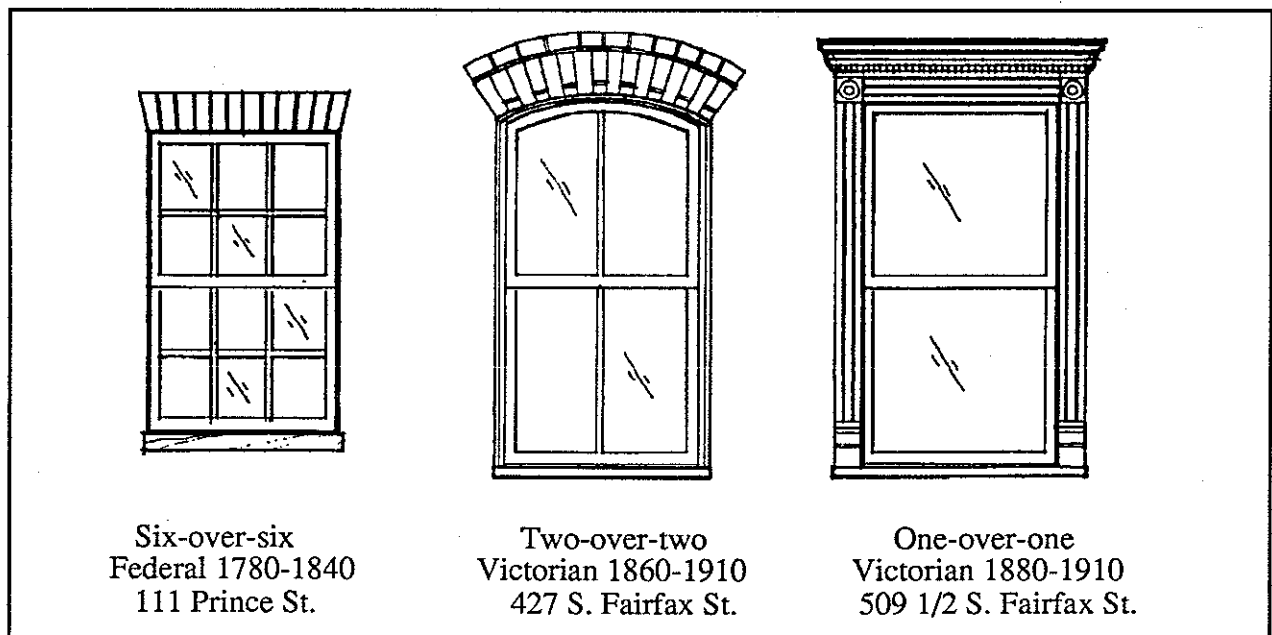 Six-over-six
Federal 1780-1840
111 Prince St.
Two-over-two
Victorian 1860-1910
427 S. Fairfax St.
One-over-one
Victorian 1880-1910
509 1/2 S. Fairfax St.